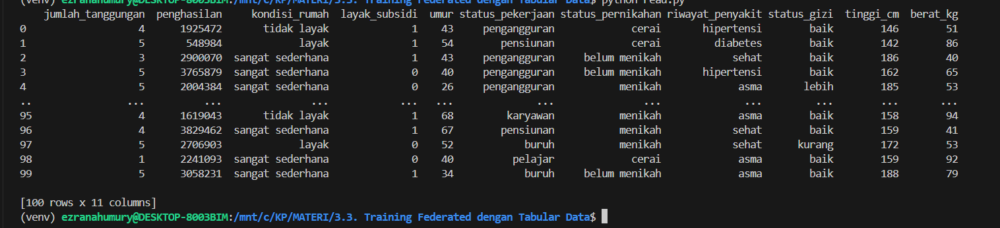 (venv) ezranahumury@DESKTOP-8003BIM:/mnt/c/KP/MATERI/3.3. Training Federated dengan Tabular Data$ python read.py
jumlah_tanggungan penghasilan kondisi_rumah layak_subsidi umur status_pekerjaan status_pernikahan riwayat_penyakit status_gizi tinggi_cm berat_kg
0 4 1925472 tidak layak 1 43 pengangguran cerai hipertensi baik 146 51
1 5 548984 layak 1 54 pensiunan cerai diabetes baik 142 86
2 3 2900070 sangat sederhana 1 43 pengangguran belum menikah sehat baik 186 40
3 5 3765879 sangat sederhana 0 40 pengangguran belum menikah hipertensi baik 162 65
4 5 2004384 sangat sederhana 0 26 pengangguran menikah asma lebih 185 53
.. ... ... ... ... ... ... ... ... ... ... ...
95 4 1619043 tidak layak 1 68 karyawan menikah asma baik 158 94
96 4 3829462 sangat sederhana 1 67 pensiunan menikah sehat baik 159 41
97 5 2706903 layak 0 52 buruh menikah sehat kurang 172 53
98 1 2241093 sangat sederhana 0 40 pelajar cerai asma baik 159 92
99 5 3058231 sangat sederhana 1 34 buruh belum menikah asma baik 188 79
[100 rows x 11 columns]
(venv) ezranahumury@DESKTOP-8003BIM:/mnt/c/KP/MATERI/3.3. Training Federated dengan Tabular Data$